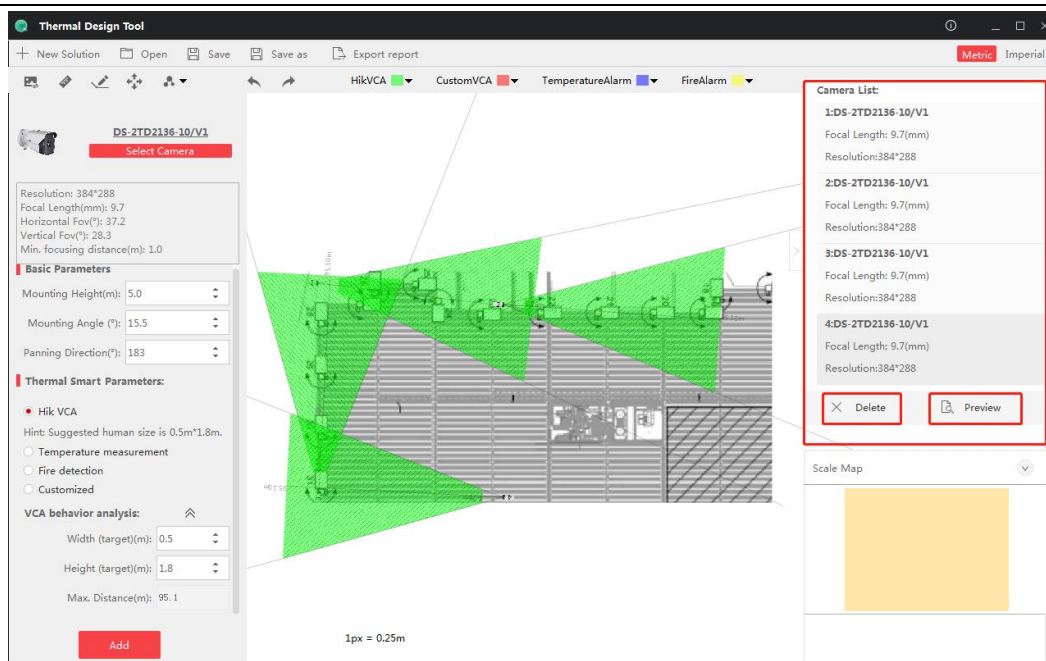 Thermal Design Tool
New Solution Open Save Save as Export report Metric Imperial
HikVCA CustomVCA TemperatureAlarm FireAlarm
DS-2TD2136-10/V1
Select Camera
Resolution: 384*288
Focal Length(mm): 9.7
Horizontal Fov(°): 37.2
Vertical Fov(°): 28.3
Min. focusing distance(m): 1.0
Basic Parameters
Mounting Height(m): 5.0
Mounting Angle (°): 15.5
Panning Direction(°): 183
Thermal Smart Parameters:
Hik VCA
Hint: Suggested human size is 0.5m*1.8m.
Temperature measurement
Fire detection
Customized
VCA behavior analysis:
Width (target)(m): 0.5
Height (target)(m): 1.8
Max. Distance(m): 95.1
Add
1px = 0.25m
Camera List:
1:DS-2TD2136-10/V1
Focal Length: 9.7(mm)
Resolution:384*288
2:DS-2TD2136-10/V1
Focal Length: 9.7(mm)
Resolution:384*288
3:DS-2TD2136-10/V1
Focal Length: 9.7(mm)
Resolution:384*288
4:DS-2TD2136-10/V1
Focal Length: 9.7(mm)
Resolution:384*288
Delete Preview
Scale Map